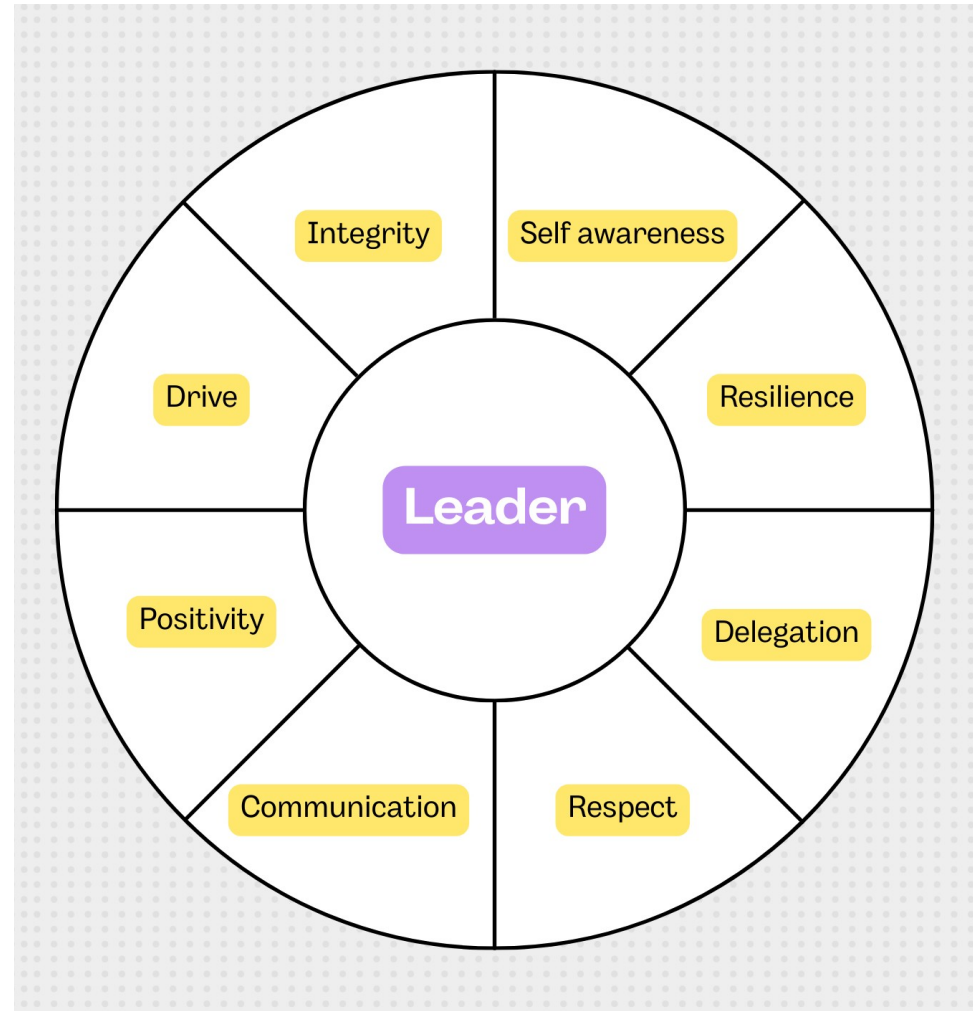 Integrity
Self awareness
Drive
Resilience
Leader
Positivity
Delegation
Communication
Respect